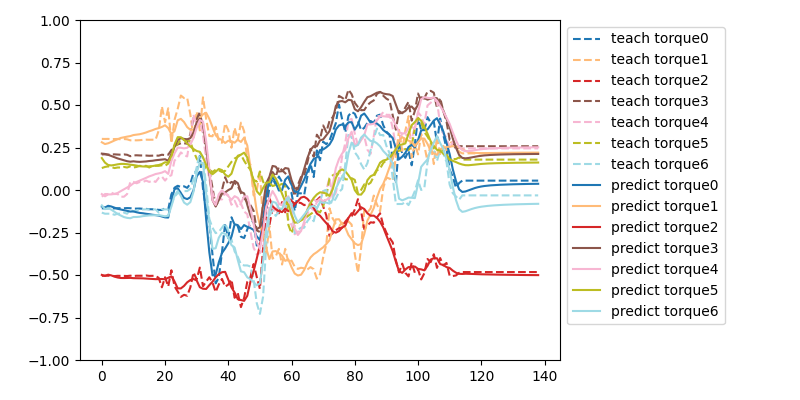 1.00
0.75
0.50
0.25
0.00
−0.25
−0.50
−0.75
−1.00
0 20 40 60 80 100 120 140
teach torque0
teach torque1
teach torque2
teach torque3
teach torque4
teach torque5
teach torque6
predict torque0
predict torque1
predict torque2
predict torque3
predict torque4
predict torque5
predict torque6